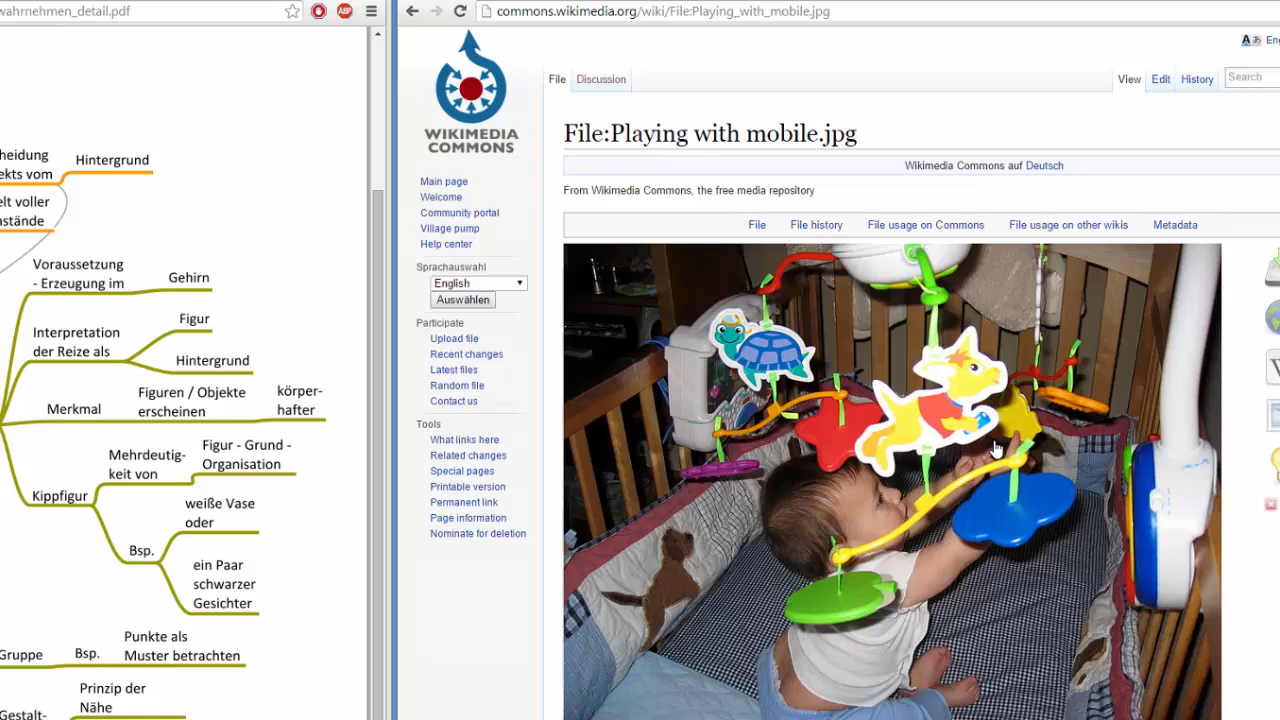 wahrnehmen_detail.pdf
heidung
ekts vom
Hintergrund
elt voller
nstände
Voraussetzung
- Erzeugung im
Gehirn
Interpretation
der Reize als
Figur
Hintergrund
Merkmal
Figuren / Objekte
erscheinen
körper-
hafter
Kippfigur
Mehrdeutig-
keit von
Figur - Grund -
Organisation
Bsp.
weiße Vase
oder
ein Paar
schwarzer
Gesichter
Gruppe
Bsp.
Punkte als
Muster betrachten
Gestalt-
Prinzip der
Nähe
commons.wikimedia.org/wiki/File:Playing_with_mobile.jpg
WIKIMEDIA
COMMONS
File Discussion View Edit History Search
File:Playing with mobile.jpg
Wikimedia Commons auf Deutsch
From Wikimedia Commons, the free media repository
File File history File usage on Commons File usage on other wikis Metadata
Main page
Welcome
Community portal
Village pump
Help center
Sprachauswahl
English
Auswählen
Participate
Upload file
Recent changes
Latest files
Random file
Contact us
Tools
What links here
Related changes
Special pages
Printable version
Permanent link
Page information
Nominate for deletion